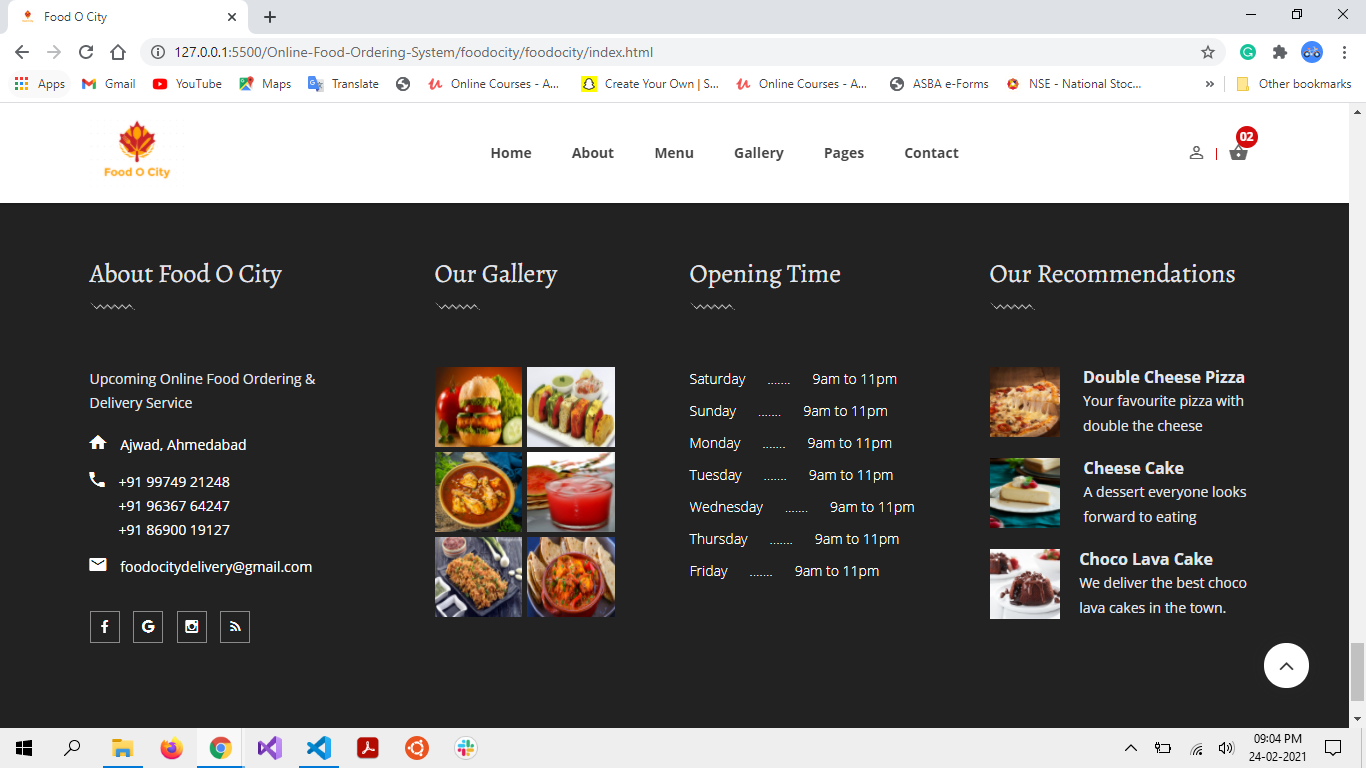 Food O City
127.0.0.1:5500/Online-Food-Ordering-System/foodocity/foodocity/index.html
Apps Gmail YouTube Maps Translate Online Courses - A... Create Your Own | S... Online Courses - A... ASBA e-Forms NSE - National Stoc... » Other bookmarks
Food O City
Home About Menu Gallery Pages Contact
02
About Food O City
Upcoming Online Food Ordering &
Delivery Service
Ajwad, Ahmedabad
+91 99749 21248
+91 96367 64247
+91 86900 19127
foodocitydelivery@gmail.com
Our Gallery
Opening Time
Saturday ....... 9am to 11pm
Sunday ....... 9am to 11pm
Monday ....... 9am to 11pm
Tuesday ....... 9am to 11pm
Wednesday ....... 9am to 11pm
Thursday ....... 9am to 11pm
Friday ....... 9am to 11pm
Our Recommendations
Double Cheese Pizza
Your favourite pizza with
double the cheese
Cheese Cake
A dessert everyone looks
forward to eating
Choco Lava Cake
We deliver the best choco
lava cakes in the town.
09:04 PM
24-02-2021